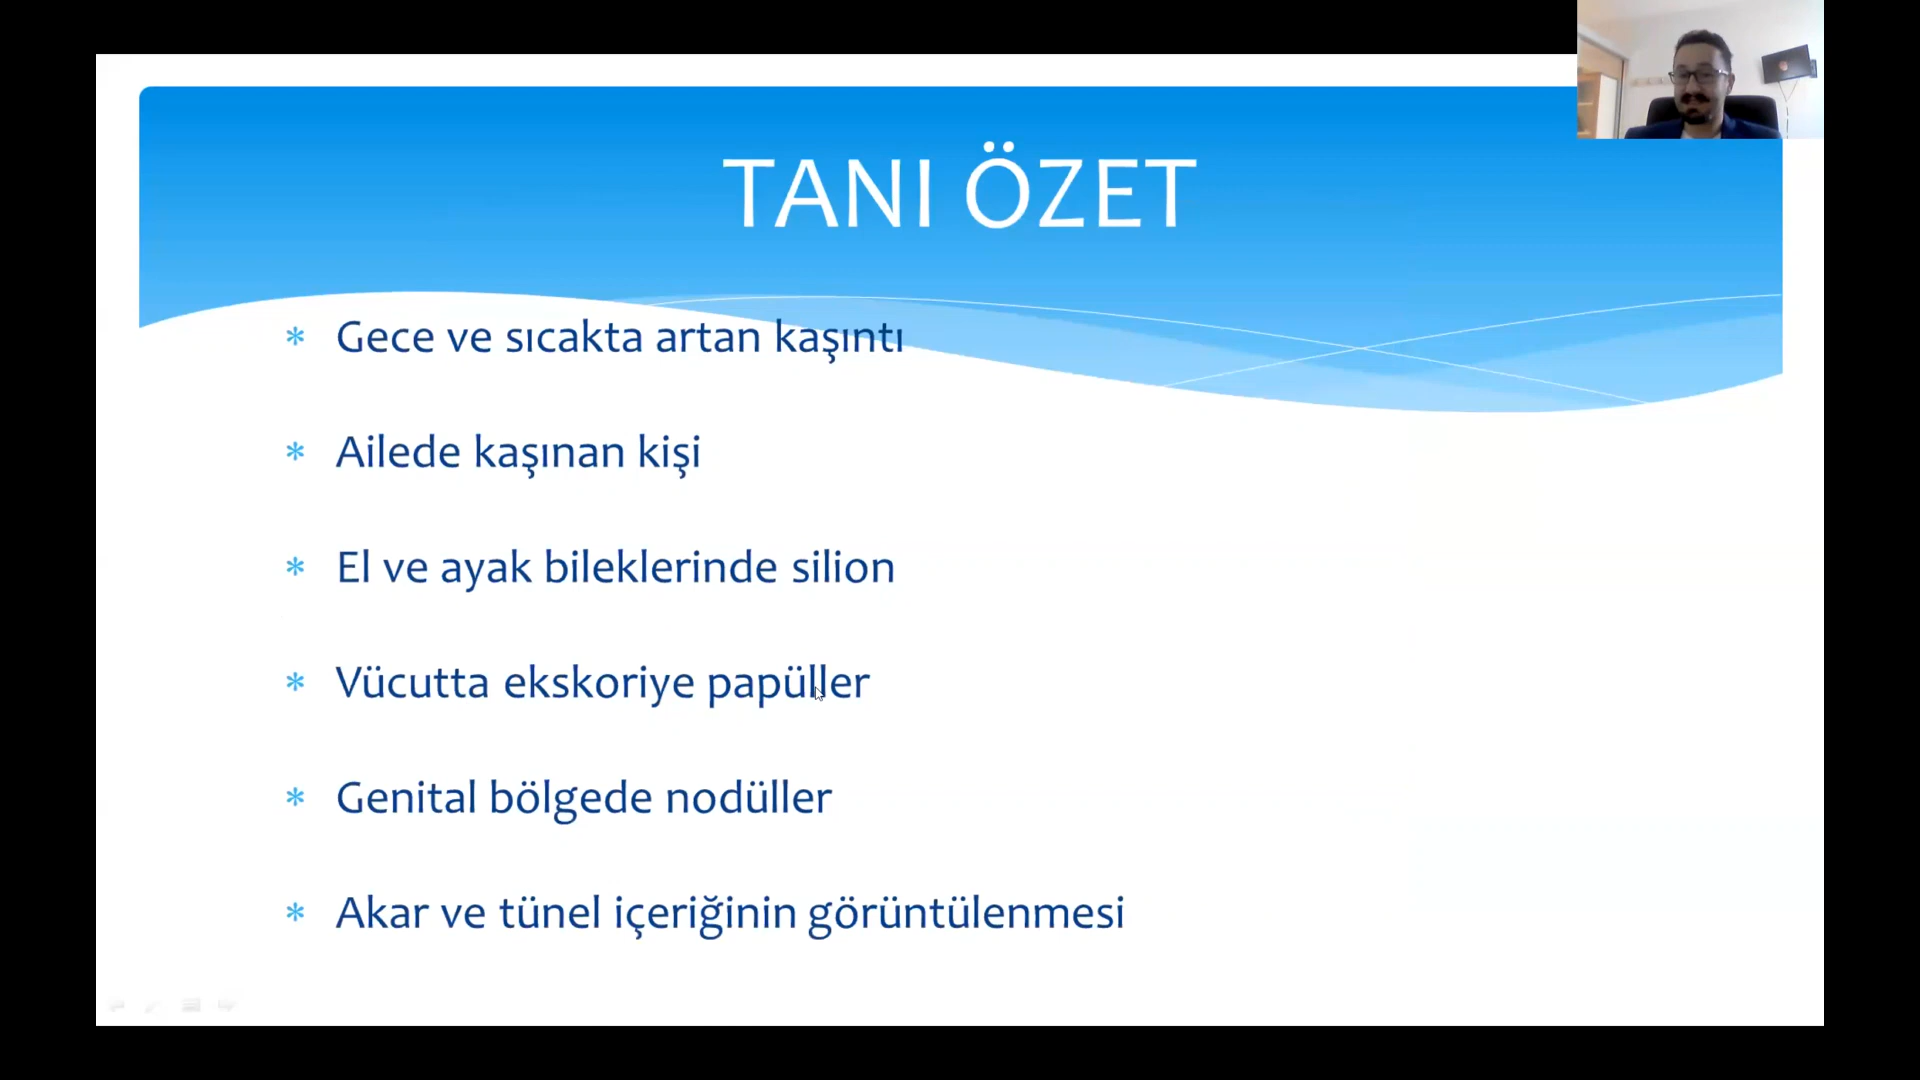 TANI ÖZET
* Gece ve sıcakta artan kaşıntı
* Ailede kaşınan kişi
* El ve ayak bileklerinde silion
* Vücutta ekskoriye papüller
* Genital bölgede nodüller
* Akar ve tünel içeriğinin görüntülenmesi